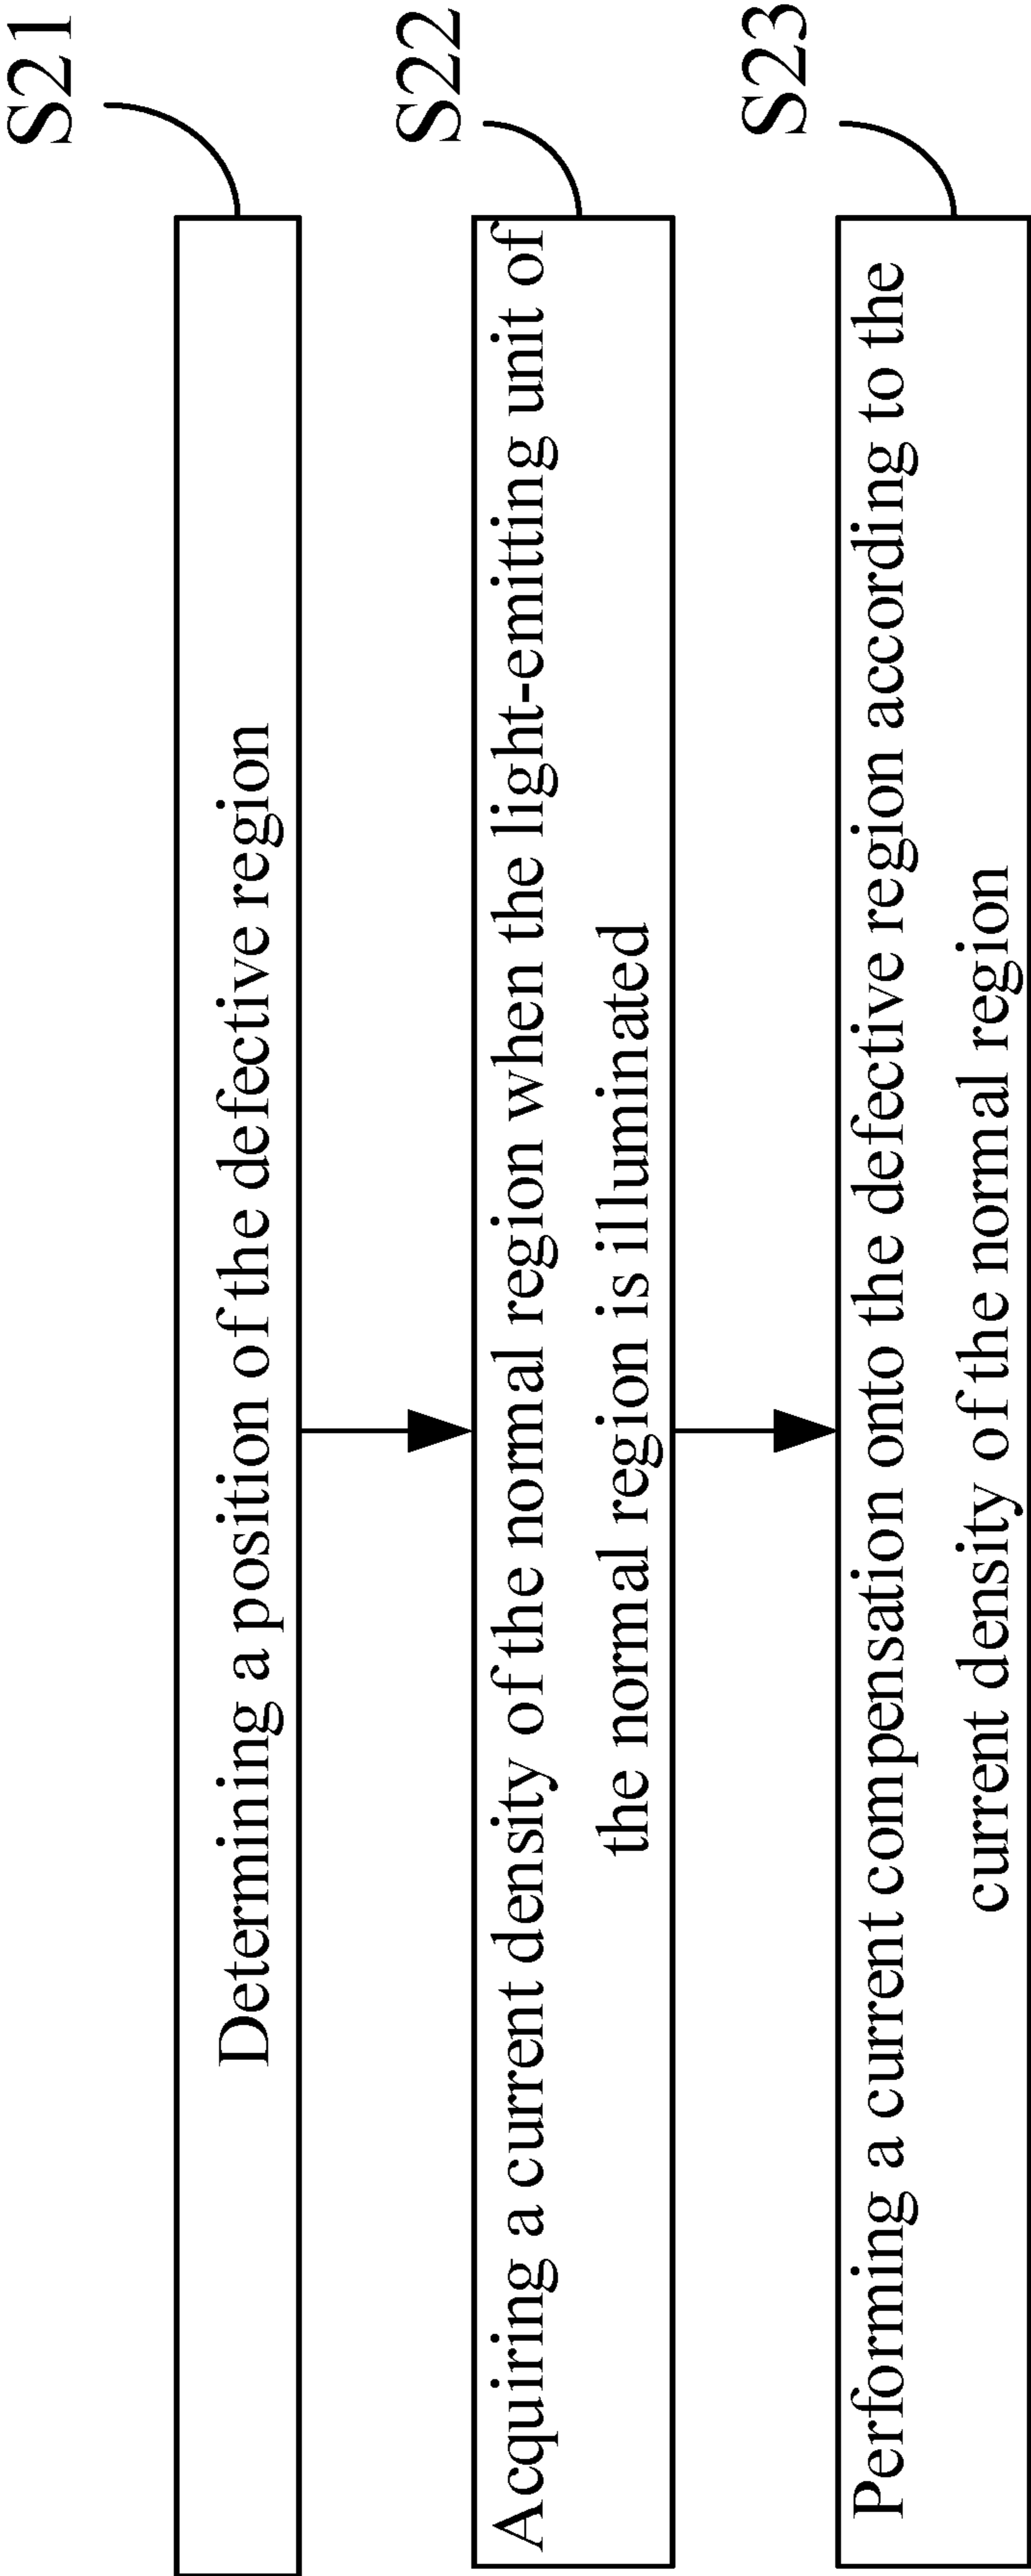 S21
Determining a position of the defective region
S22
Acquiring a current density of the normal region when the light-emitting unit of
the normal region is illuminated
S23
Performing a current compensation onto the defective region according to the
current density of the normal region